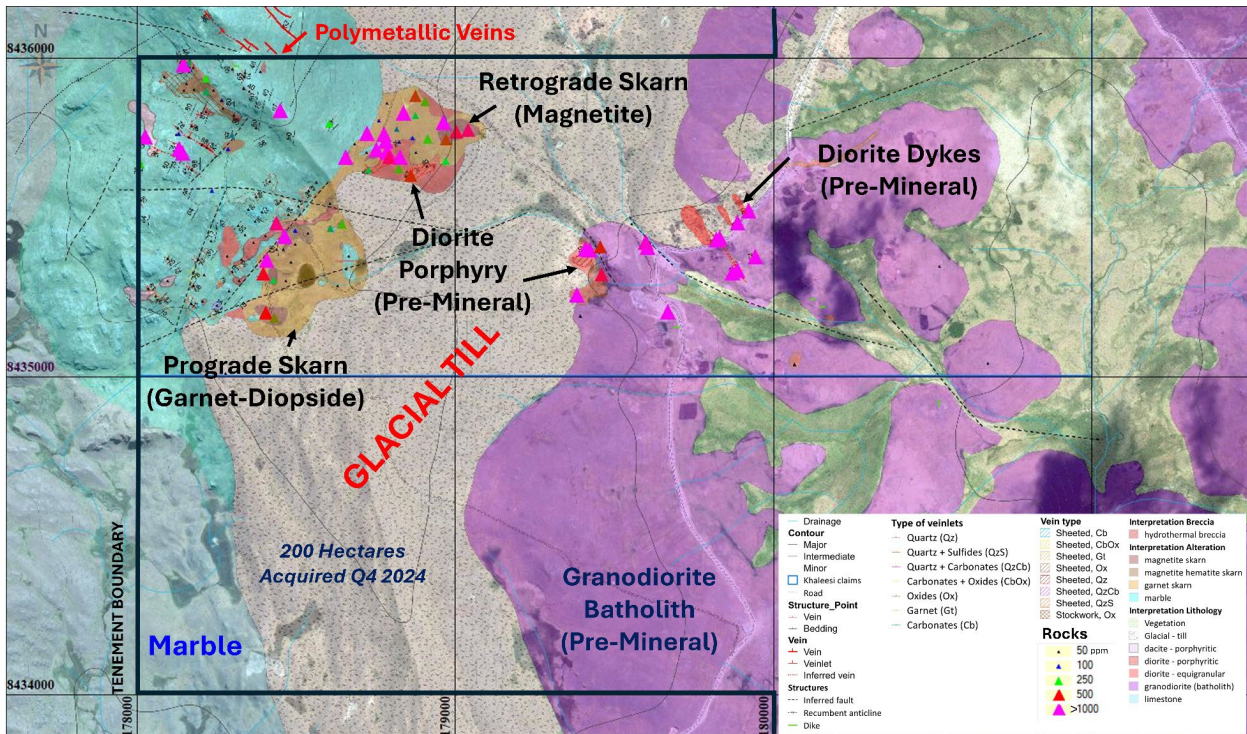 Polymetallic Veins
N
8436000
Retrograde Skarn
(Magnetite)
Diorite Dykes
(Pre-Mineral)
Diorite
Porphyry
(Pre-Mineral)
Prograde Skarn
(Garnet-Diopside)
8435000
GLACIAL TILL
TENEMENT BOUNDARY
200 Hectares
Acquired Q4 2024
Granodiorite
Batholith
(Pre-Mineral)
Marble
8434000
178000
179000
180000
Drainage
Contour
Major
Intermediate
Minor
Khaleesi claims
Road
Structure_Point
Vein
Bedding
Vein
Vein
Veinlet
Inferred vein
Structures
Inferred fault
Recumbent anticline
Dike
Type of veinlets
Quartz (Qz)
Quartz + Sulfides (QzS)
Quartz + Carbonates (QzCb)
Carbonates + Oxides (CbOx)
Oxides (Ox)
Garnet (Gt)
Carbonates (Cb)
Vein type
Sheeted, Cb
Sheeted, CbOx
Sheeted, Gt
Sheeted, Ox
Sheeted, Qz
Sheeted, QzCb
Sheeted, QzS
Stockwork, Ox
Rocks
50 ppm
100
250
500
>1000
Interpretation Breccia
hydrothermal breccia
Interpretation Alteration
magnetite skarn
magnetite hematite skarn
garnet skarn
marble
Interpretation Lithology
Vegetation
Glacial - till
dacite - porphyritic
diorite - porphyritic
diorite - equigranular
granodiorite (batholith)
limestone